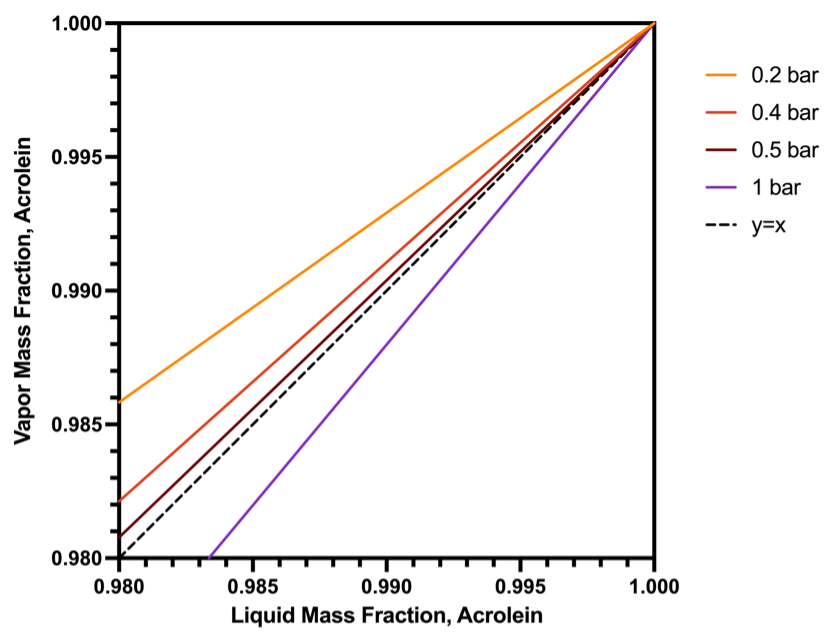 1.000
0.995
0.990
0.985
0.980
Vapor Mass Fraction, Acrolein
0.980 0.985 0.990 0.995 1.000
Liquid Mass Fraction, Acrolein
0.2 bar
0.4 bar
0.5 bar
1 bar
y=x